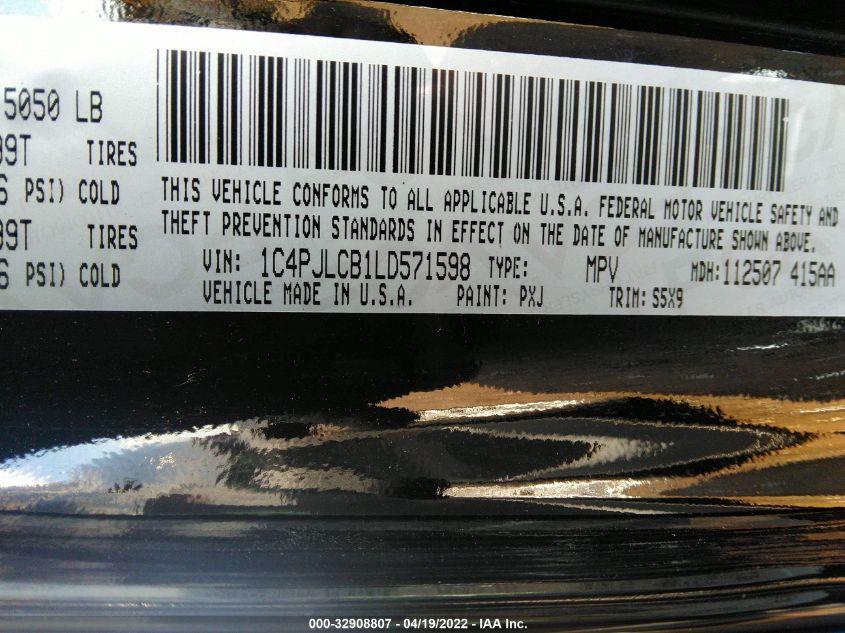 5050 LB
99T TIRES
PSI) COLD
99T TIRES
PSI) COLD
THIS VEHICLE CONFORMS TO ALL APPLICABLE U.S.A. FEDERAL MOTOR VEHICLE SAFETY AND
THEFT PREVENTION STANDARDS IN EFFECT ON THE DATE OF MANUFACTURE SHOWN ABOVE.
VIN: 1C4PJLCB1LD571598 TYPE: MPV MDH:112507 415AA
VEHICLE MADE IN U.S.A. PAINT: PXJ TRIM: S5X9
000-32908807 - 04/19/2022 - IAA Inc.